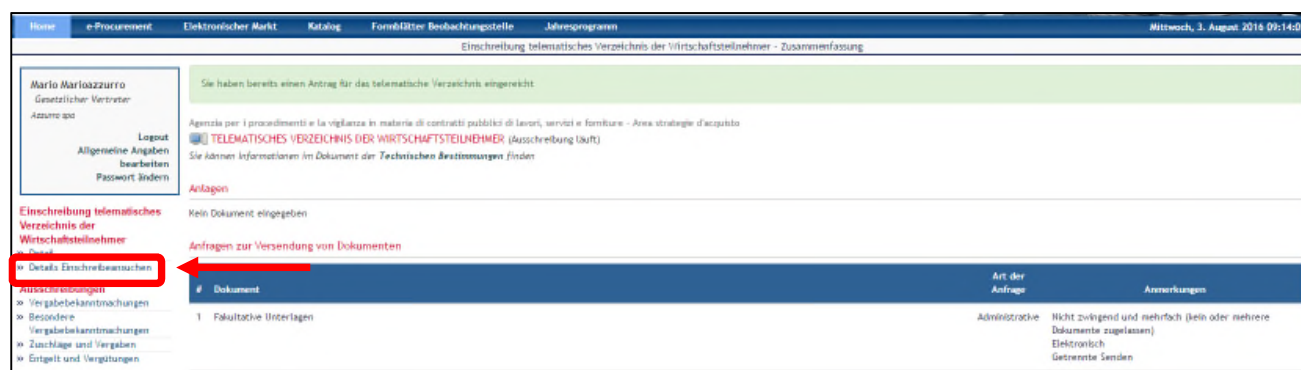 Home e-Procurement Elektronischer Markt Katalog Formblätter Beobachtungsstelle Jahresprogramm Mittwoch, 3. August 2016 09:14:0
Einschreibung telematisches Verzeichnis der Wirtschaftsteilnehmer - Zusammenfassung
Mario Marioazzurro
Gesetzlicher Vertreter
Azzurro spa
Logout
Allgemeine Angaben
bearbeiten
Passwort ändern
Einschreibung telematisches
Verzeichnis der
Wirtschaftsteilnehmer
» Detail
» Details Einschreibeansuchen
Ausschreibungen
» Vergabebekanntmachungen
» Besondere
Vergabebekanntmachungen
» Zuschläge und Vergaben
» Entgelt und Vergütungen
Sie haben bereits einen Antrag für das telematische Verzeichnis eingereicht
Agenzia per i procedimenti e la vigilanza in materia di contratti pubblici di lavori, servizi e forniture - Area strategie d'acquisto
TELEMATISCHES VERZEICHNIS DER WIRTSCHAFTSTEILNEHMER (Ausschreibung läuft)
Sie können Informationen im Dokument der Technischen Bestimmungen finden
Anlagen
Kein Dokument eingegeben
Anfragen zur Versendung von Dokumenten
# Dokument Art der Anfrage Anmerkungen
1 Fakultative Unterlagen Administrative Nicht zwingend und mehrfach (kein oder mehrere
Dokumente zugelassen)
Elektronisch
Getrennte Senden